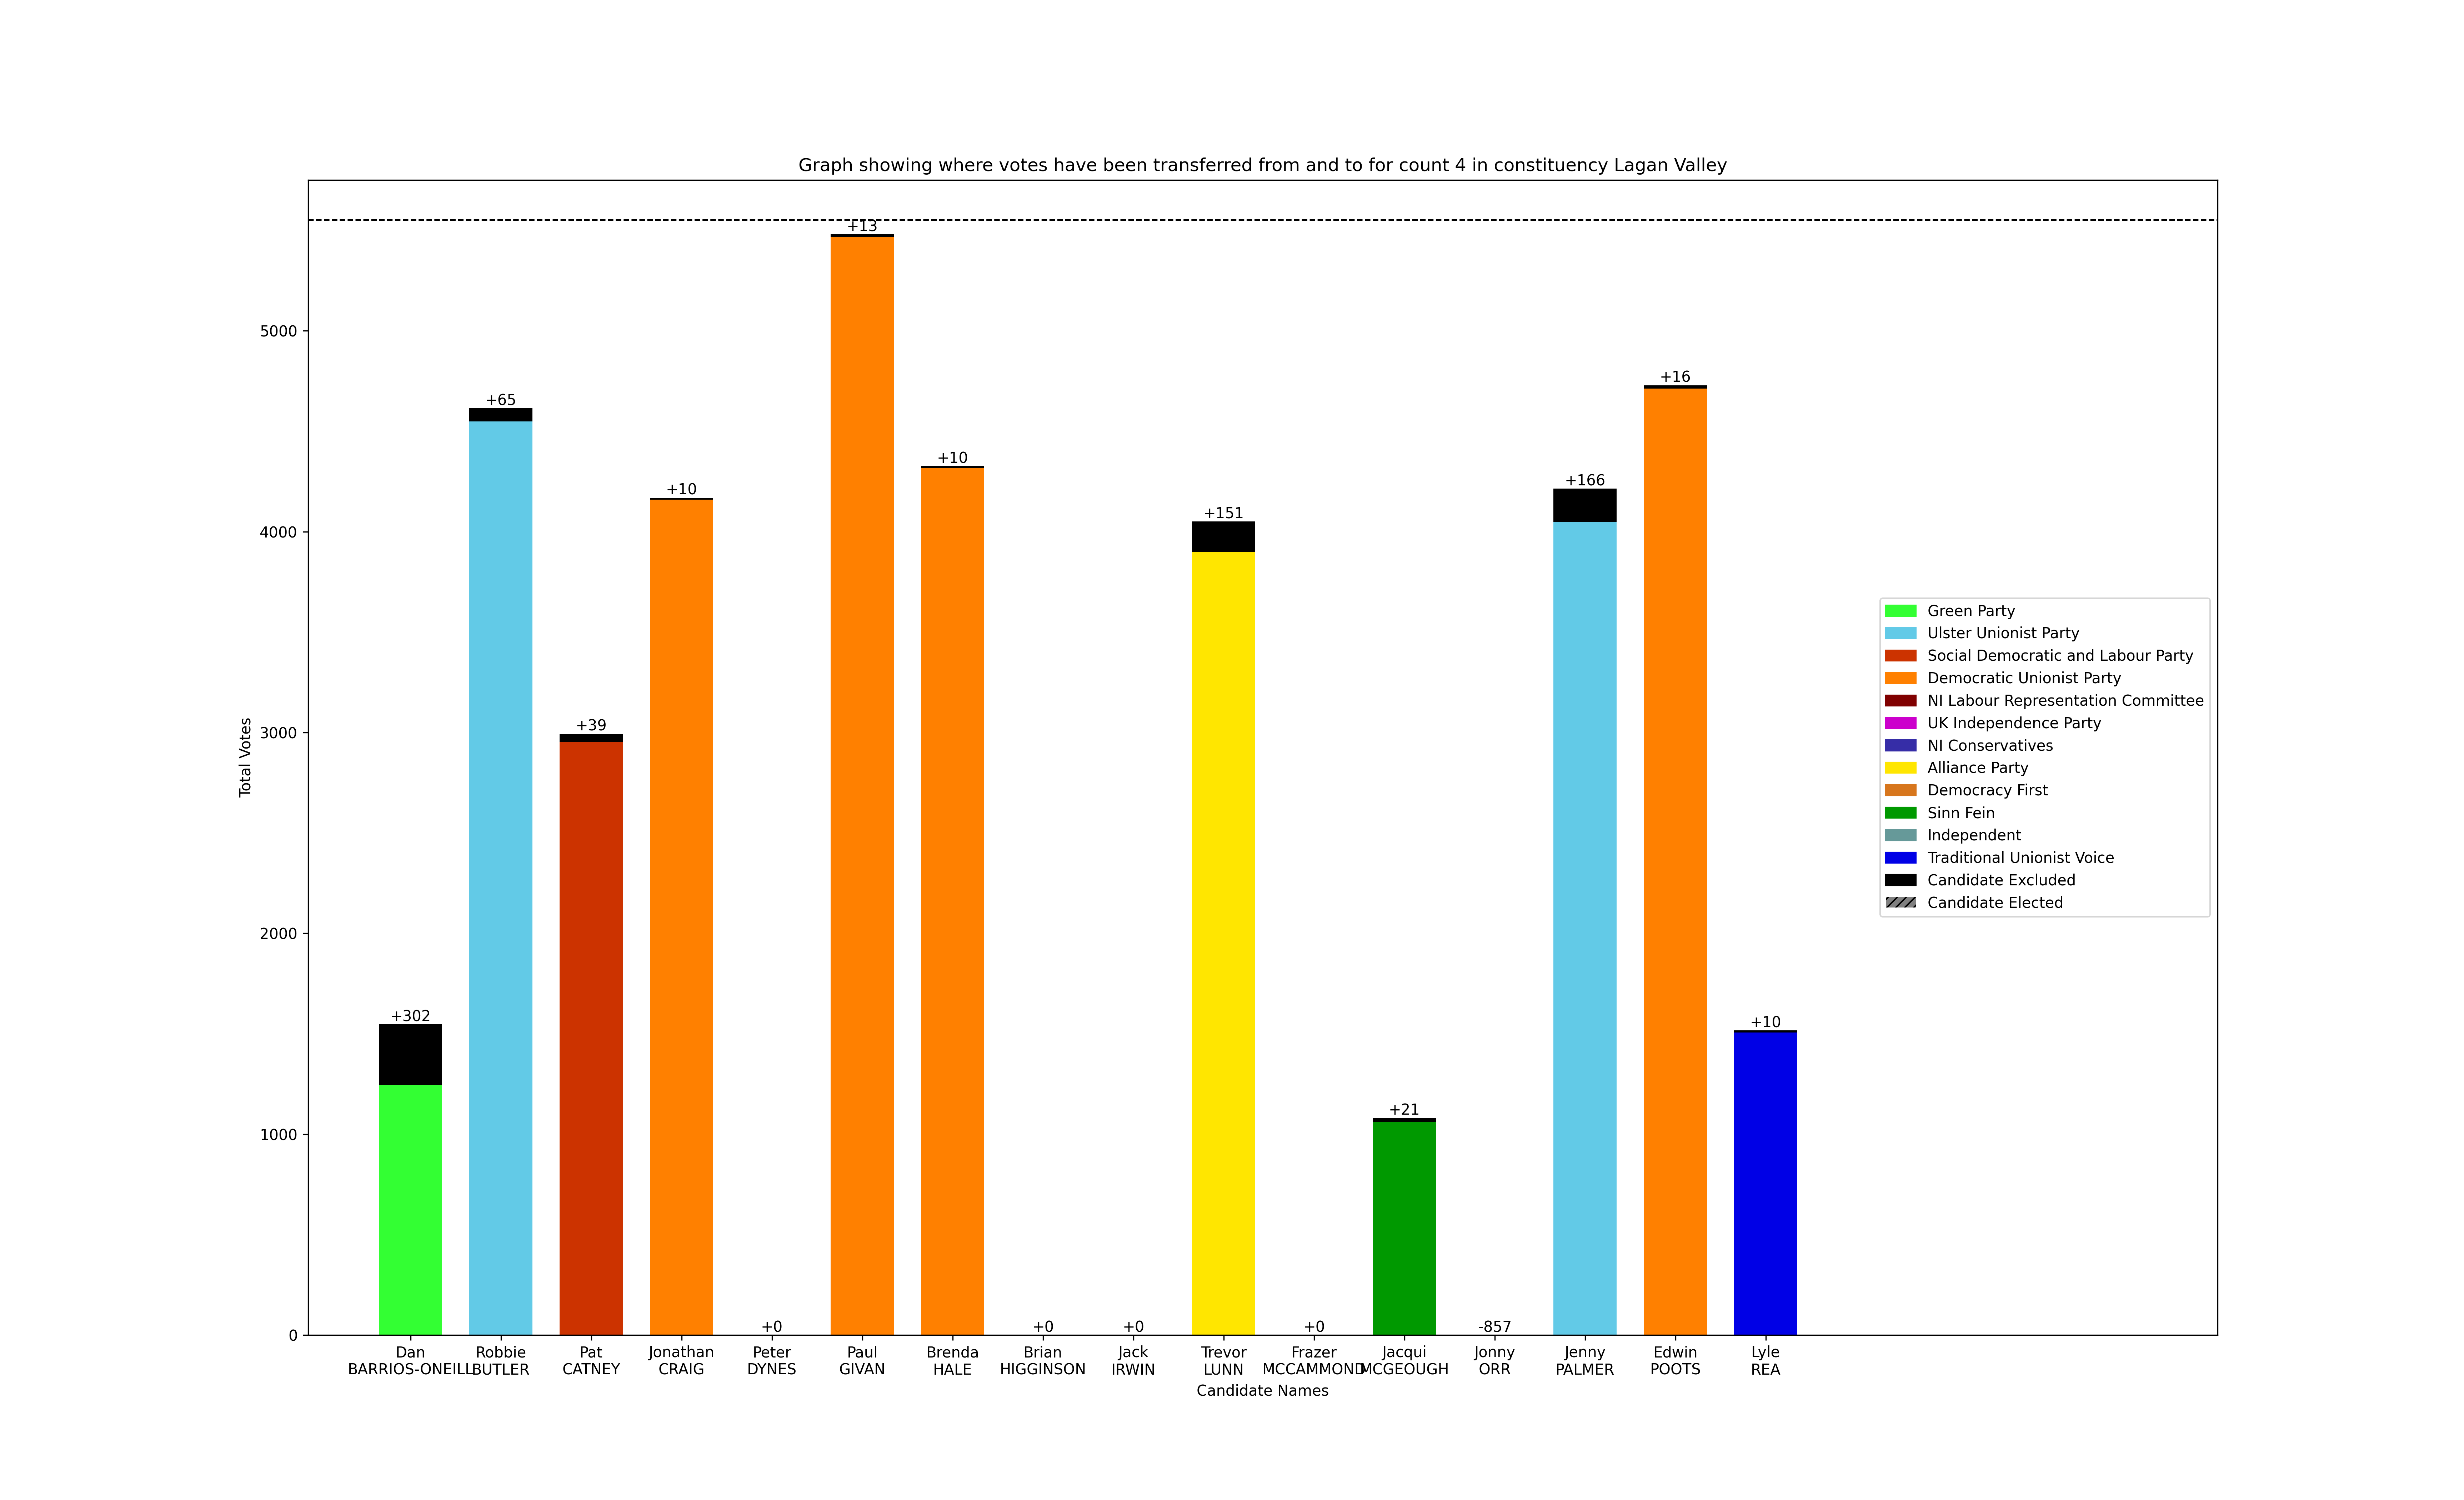 Graph showing where votes have been transferred from and to for count 4 in constituency Lagan Valley
Total Votes
5000
4000
3000
2000
1000
0
+302
+65
+39
+10
+0
+13
+10
+0
+0
+151
+0
+21
-857
+166
+16
+10
Dan
BARRIOS-ONEILL
Robbie
BUTLER
Pat
CATNEY
Jonathan
CRAIG
Peter
DYNES
Paul
GIVAN
Brenda
HALE
Brian
HIGGINSON
Jack
IRWIN
Trevor
LUNN
Frazer
MCCAMMOND
Jacqui
MCGEOUGH
Jonny
ORR
Jenny
PALMER
Edwin
POOTS
Lyle
REA
Candidate Names
Green Party
Ulster Unionist Party
Social Democratic and Labour Party
Democratic Unionist Party
NI Labour Representation Committee
UK Independence Party
NI Conservatives
Alliance Party
Democracy First
Sinn Fein
Independent
Traditional Unionist Voice
Candidate Excluded
Candidate Elected